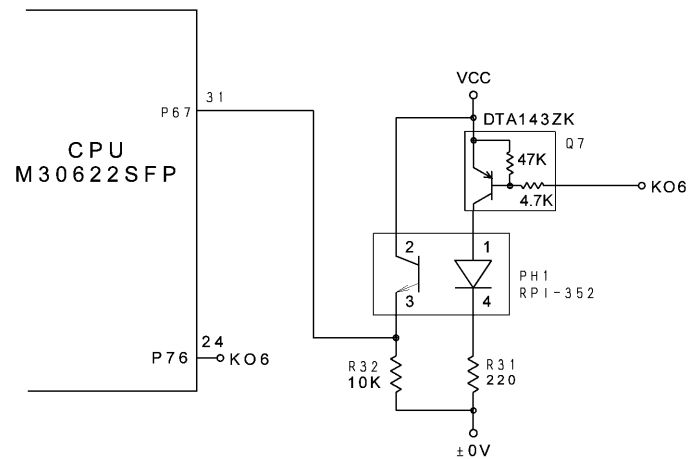 VCC
31
DTA143ZK
P67
Q7
CPU
47K
M30622SFP
4.7K
KO6
2 1
PH1
RPI-352
3 4
24
P76 KO6
R32 R31
10K 220
±0V